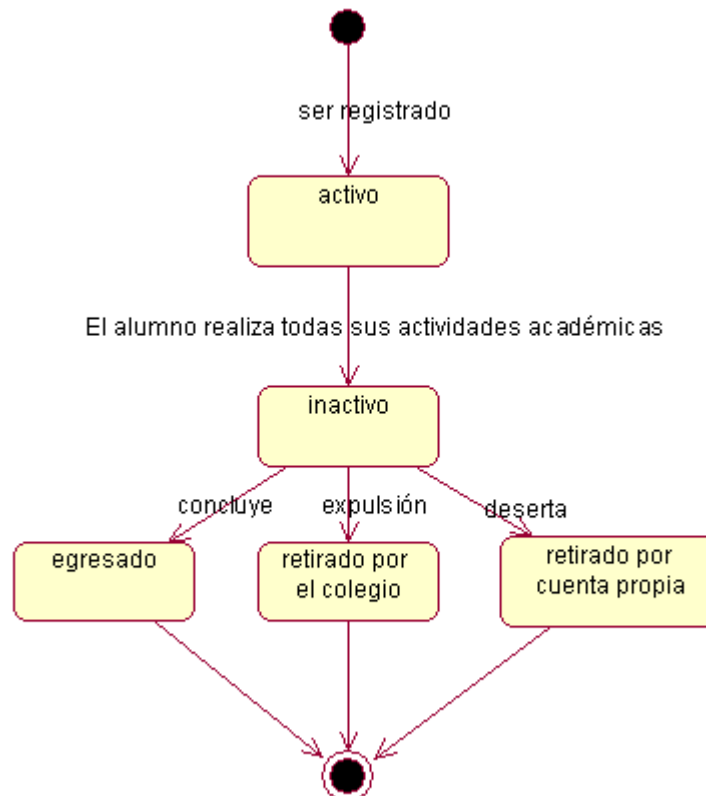 ser registrado
activo
El alumno realiza todas sus actividades académicas
inactivo
concluye
expulsión
deserta
egresado
retirado por
el colegio
retirado por
cuenta propia